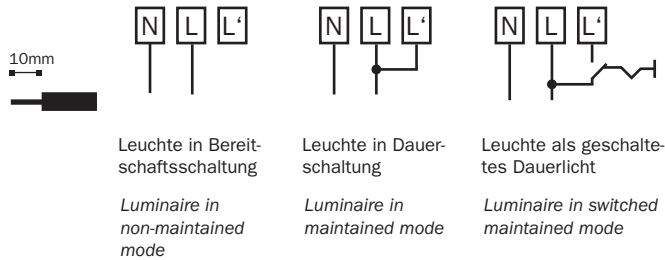 N L L‘
N L L‘
N L L‘
10mm
Leuchte in Bereit-
schaftsschaltung
Luminaire in
non-maintained
mode
Leuchte in Dauer-
schaltung
Luminaire in
maintained mode
Leuchte als geschalte-
tes Dauerlicht
Luminaire in switched
maintained mode